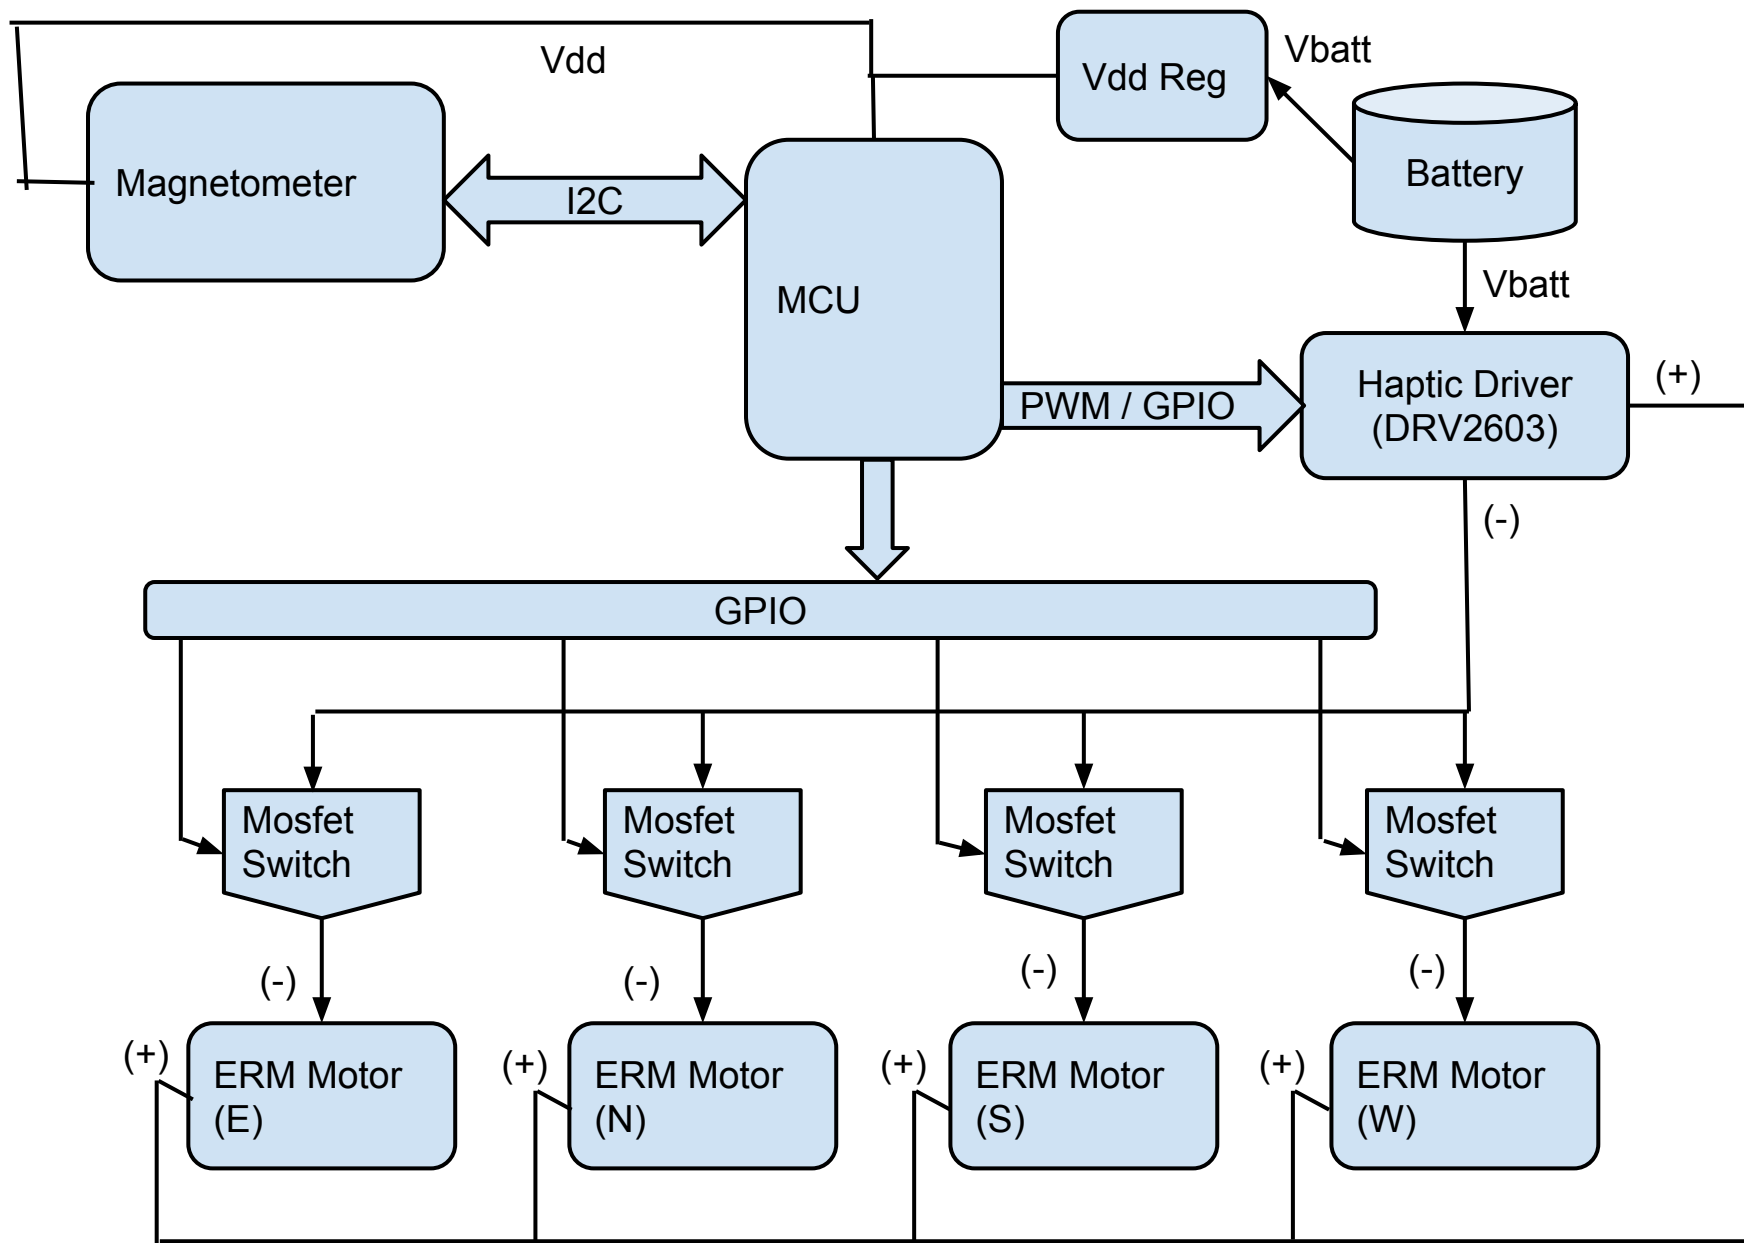 Vdd
Vdd Reg
Vbatt
Battery
Magnetometer
I2C
MCU
Vbatt
PWM / GPIO
Haptic Driver
(DRV2603)
(+)
(-)
GPIO
Mosfet
Switch
Mosfet
Switch
Mosfet
Switch
Mosfet
Switch
(-)
(-)
(-)
(-)
(+)
ERM Motor
(E)
(+)
ERM Motor
(N)
(+)
ERM Motor
(S)
(+)
ERM Motor
(W)